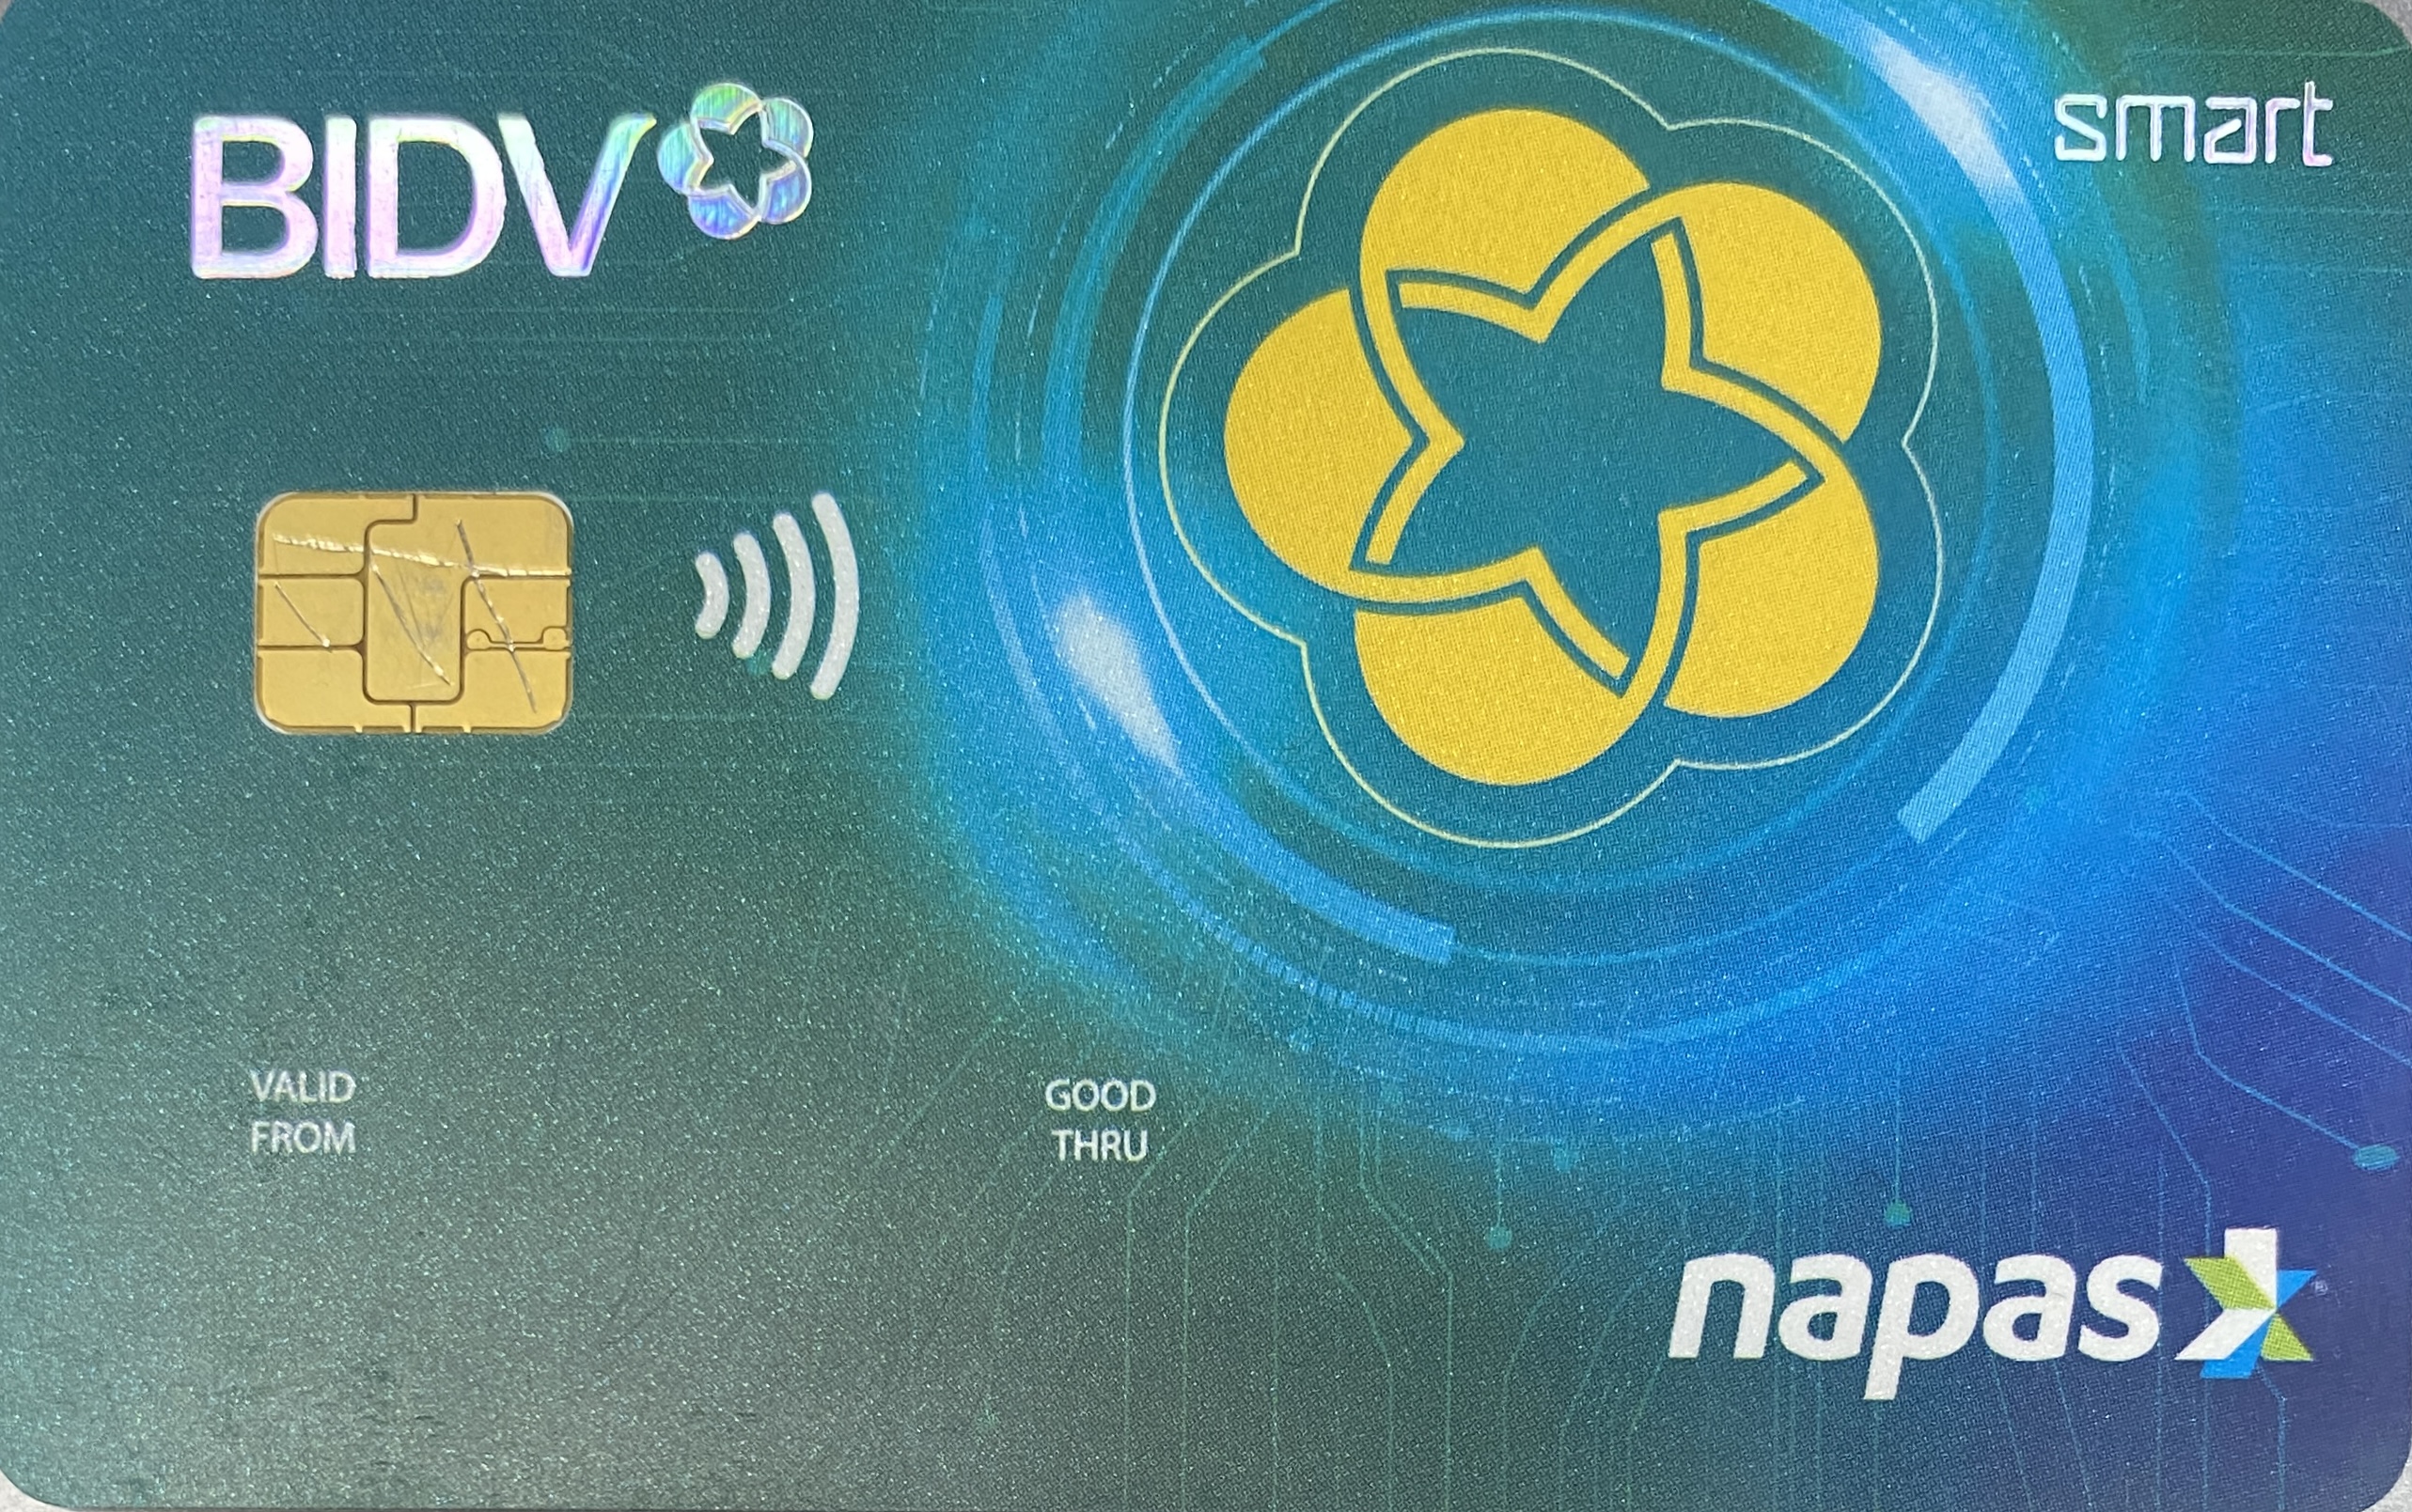 BIDV
smart
VALID
FROM
GOOD
THRU
napas
®